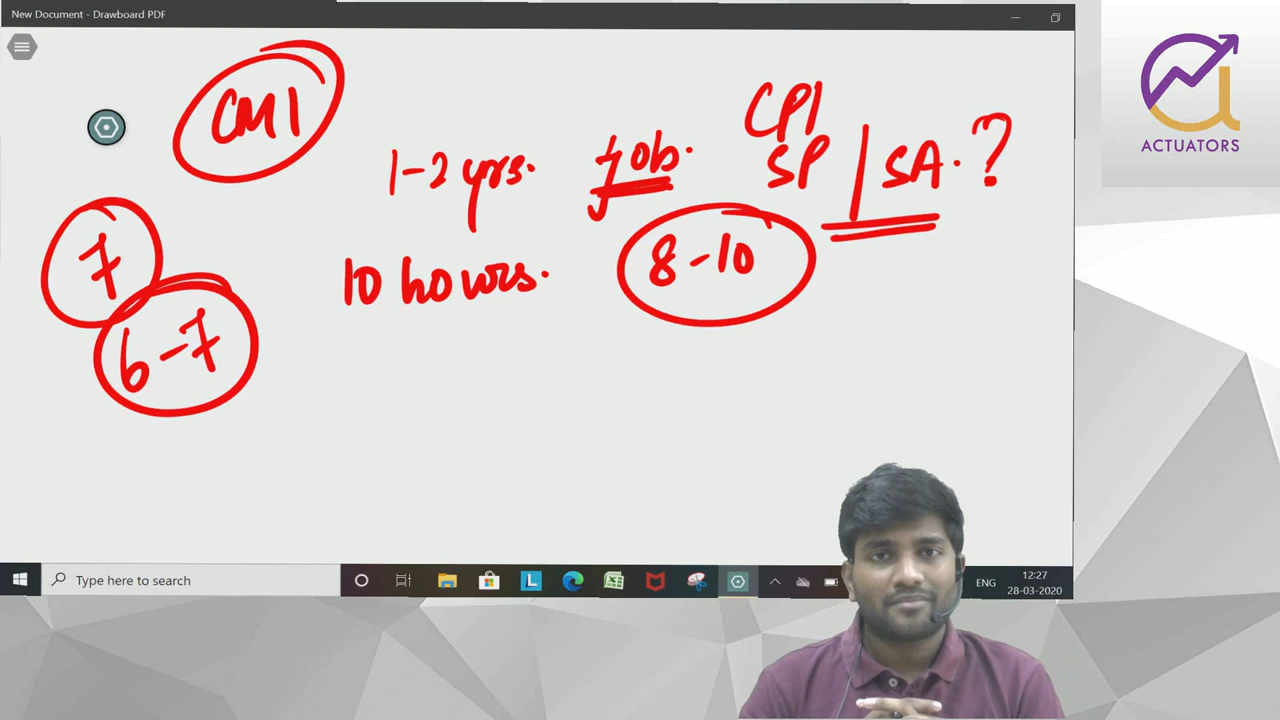 New Document - Drawboard PDF
CM1
1-2 yrs. job. CP1
SP / SA. ?
7
10 hours. 8-10
6-7
ACTUATORS
Type here to search
ENG
12:27
28-03-2020